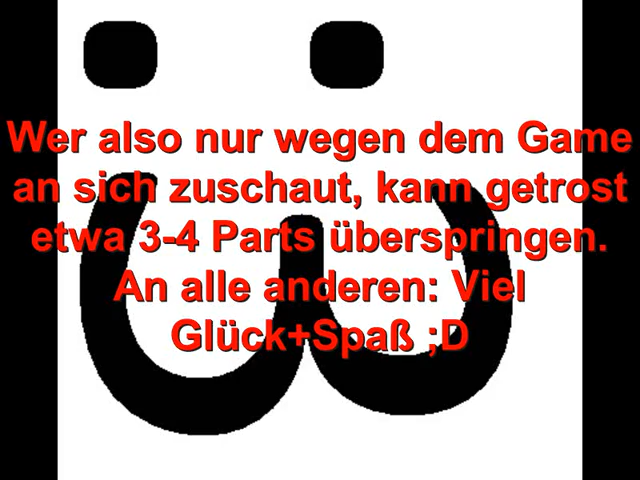 Wer also nur wegen dem Game
an sich zuschaut, kann getrost
etwa 3-4 Parts überspringen.
An alle anderen: Viel
Glück+Spaß ;D